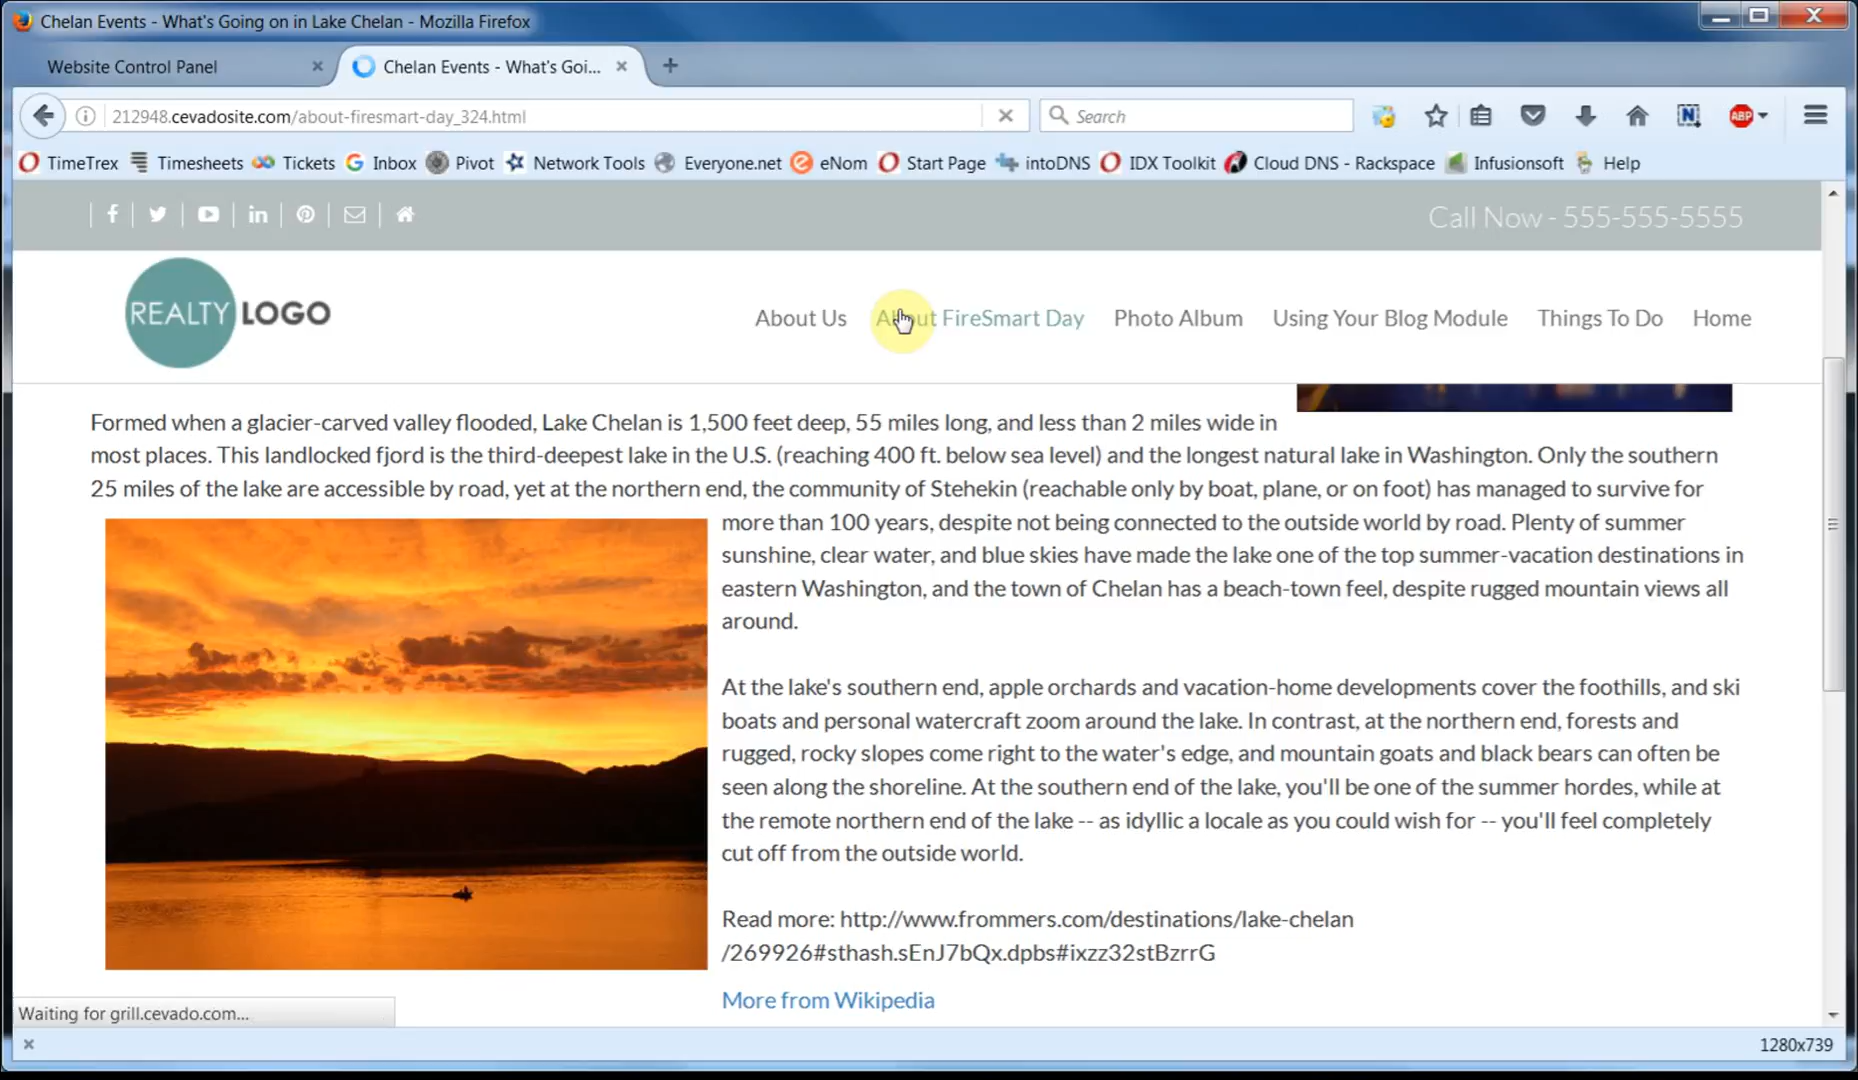 Chelan Events - What's Going on in Lake Chelan - Mozilla Firefox
Website Control Panel
Chelan Events - What's Goi...
212948.cevadosite.com/about-firesmart-day_324.html
Search
ABP
TimeTrex Timesheets Tickets Inbox Pivot Network Tools Everyone.net eNom Start Page intoDNS IDX Toolkit Cloud DNS - Rackspace Infusionsoft Help
Call Now - 555-555-5555
REALTY LOGO
About Us About FireSmart Day Photo Album Using Your Blog Module Things To Do Home
Formed when a glacier-carved valley flooded, Lake Chelan is 1,500 feet deep, 55 miles long, and less than 2 miles wide in
most places. This landlocked fjord is the third-deepest lake in the U.S. (reaching 400 ft. below sea level) and the longest natural lake in Washington. Only the southern
25 miles of the lake are accessible by road, yet at the northern end, the community of Stehekin (reachable only by boat, plane, or on foot) has managed to survive for
more than 100 years, despite not being connected to the outside world by road. Plenty of summer
sunshine, clear water, and blue skies have made the lake one of the top summer-vacation destinations in
eastern Washington, and the town of Chelan has a beach-town feel, despite rugged mountain views all
around.
At the lake's southern end, apple orchards and vacation-home developments cover the foothills, and ski
boats and personal watercraft zoom around the lake. In contrast, at the northern end, forests and
rugged, rocky slopes come right to the water's edge, and mountain goats and black bears can often be
seen along the shoreline. At the southern end of the lake, you'll be one of the summer hordes, while at
the remote northern end of the lake -- as idyllic a locale as you could wish for -- you'll feel completely
cut off from the outside world.
Read more: http://www.frommers.com/destinations/lake-chelan
/269926#sthash.sEnJ7bQx.dpbs#ixzz32stBzrrG
More from Wikipedia
Waiting for grill.cevado.com...
1280x739